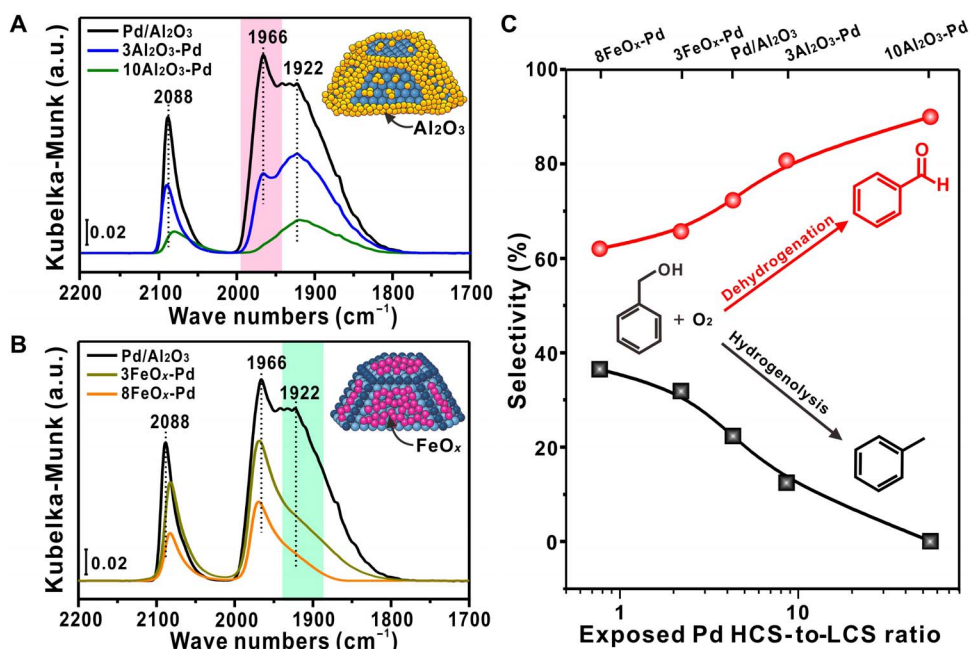 A
Kubelka-Munk (a.u.)
Pd/Al₂O₃
3Al₂O₃-Pd
10Al₂O₃-Pd
1966
1922
2088
Al₂O₃
0.02
2200 2100 2000 1900 1800 1700
Wave numbers (cm⁻¹)
B
Kubelka-Munk (a.u.)
Pd/Al₂O₃
3FeOₓ-Pd
8FeOₓ-Pd
1966
1922
2088
FeOₓ
0.02
2200 2100 2000 1900 1800 1700
Wave numbers (cm⁻¹)
C
8FeOₓ-Pd
3FeOₓ-Pd
Pd/Al₂O₃
3Al₂O₃-Pd
10Al₂O₃-Pd
Selectivity (%)
100
80
60
40
20
0
O
H
Dehydrogenation
OH
+ O₂
Hydrogenolysis
1 10
Exposed Pd HCS-to-LCS ratio